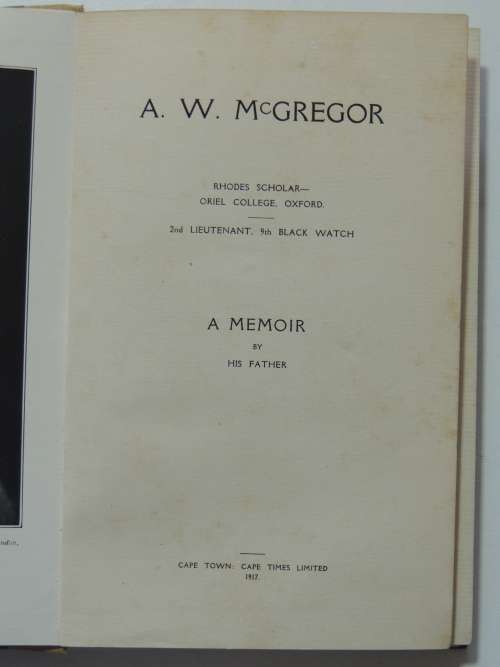 A. W. McGREGOR
RHODES SCHOLAR—
ORIEL COLLEGE, OXFORD.
2nd LIEUTENANT, 9th BLACK WATCH
A MEMOIR
BY
HIS FATHER
CAPE TOWN: CAPE TIMES LIMITED
1917.